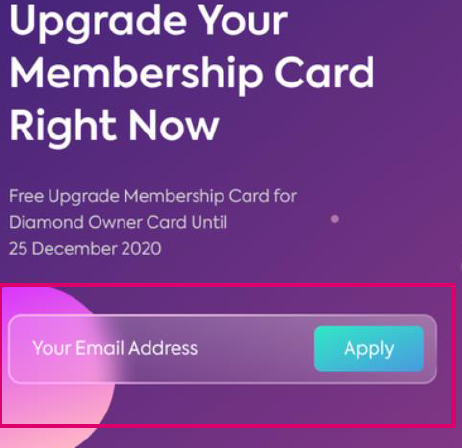 Upgrade Your
Membership Card
Right Now
Free Upgrade Membership Card for
Diamond Owner Card Until
25 December 2020
Your Email Address
Apply